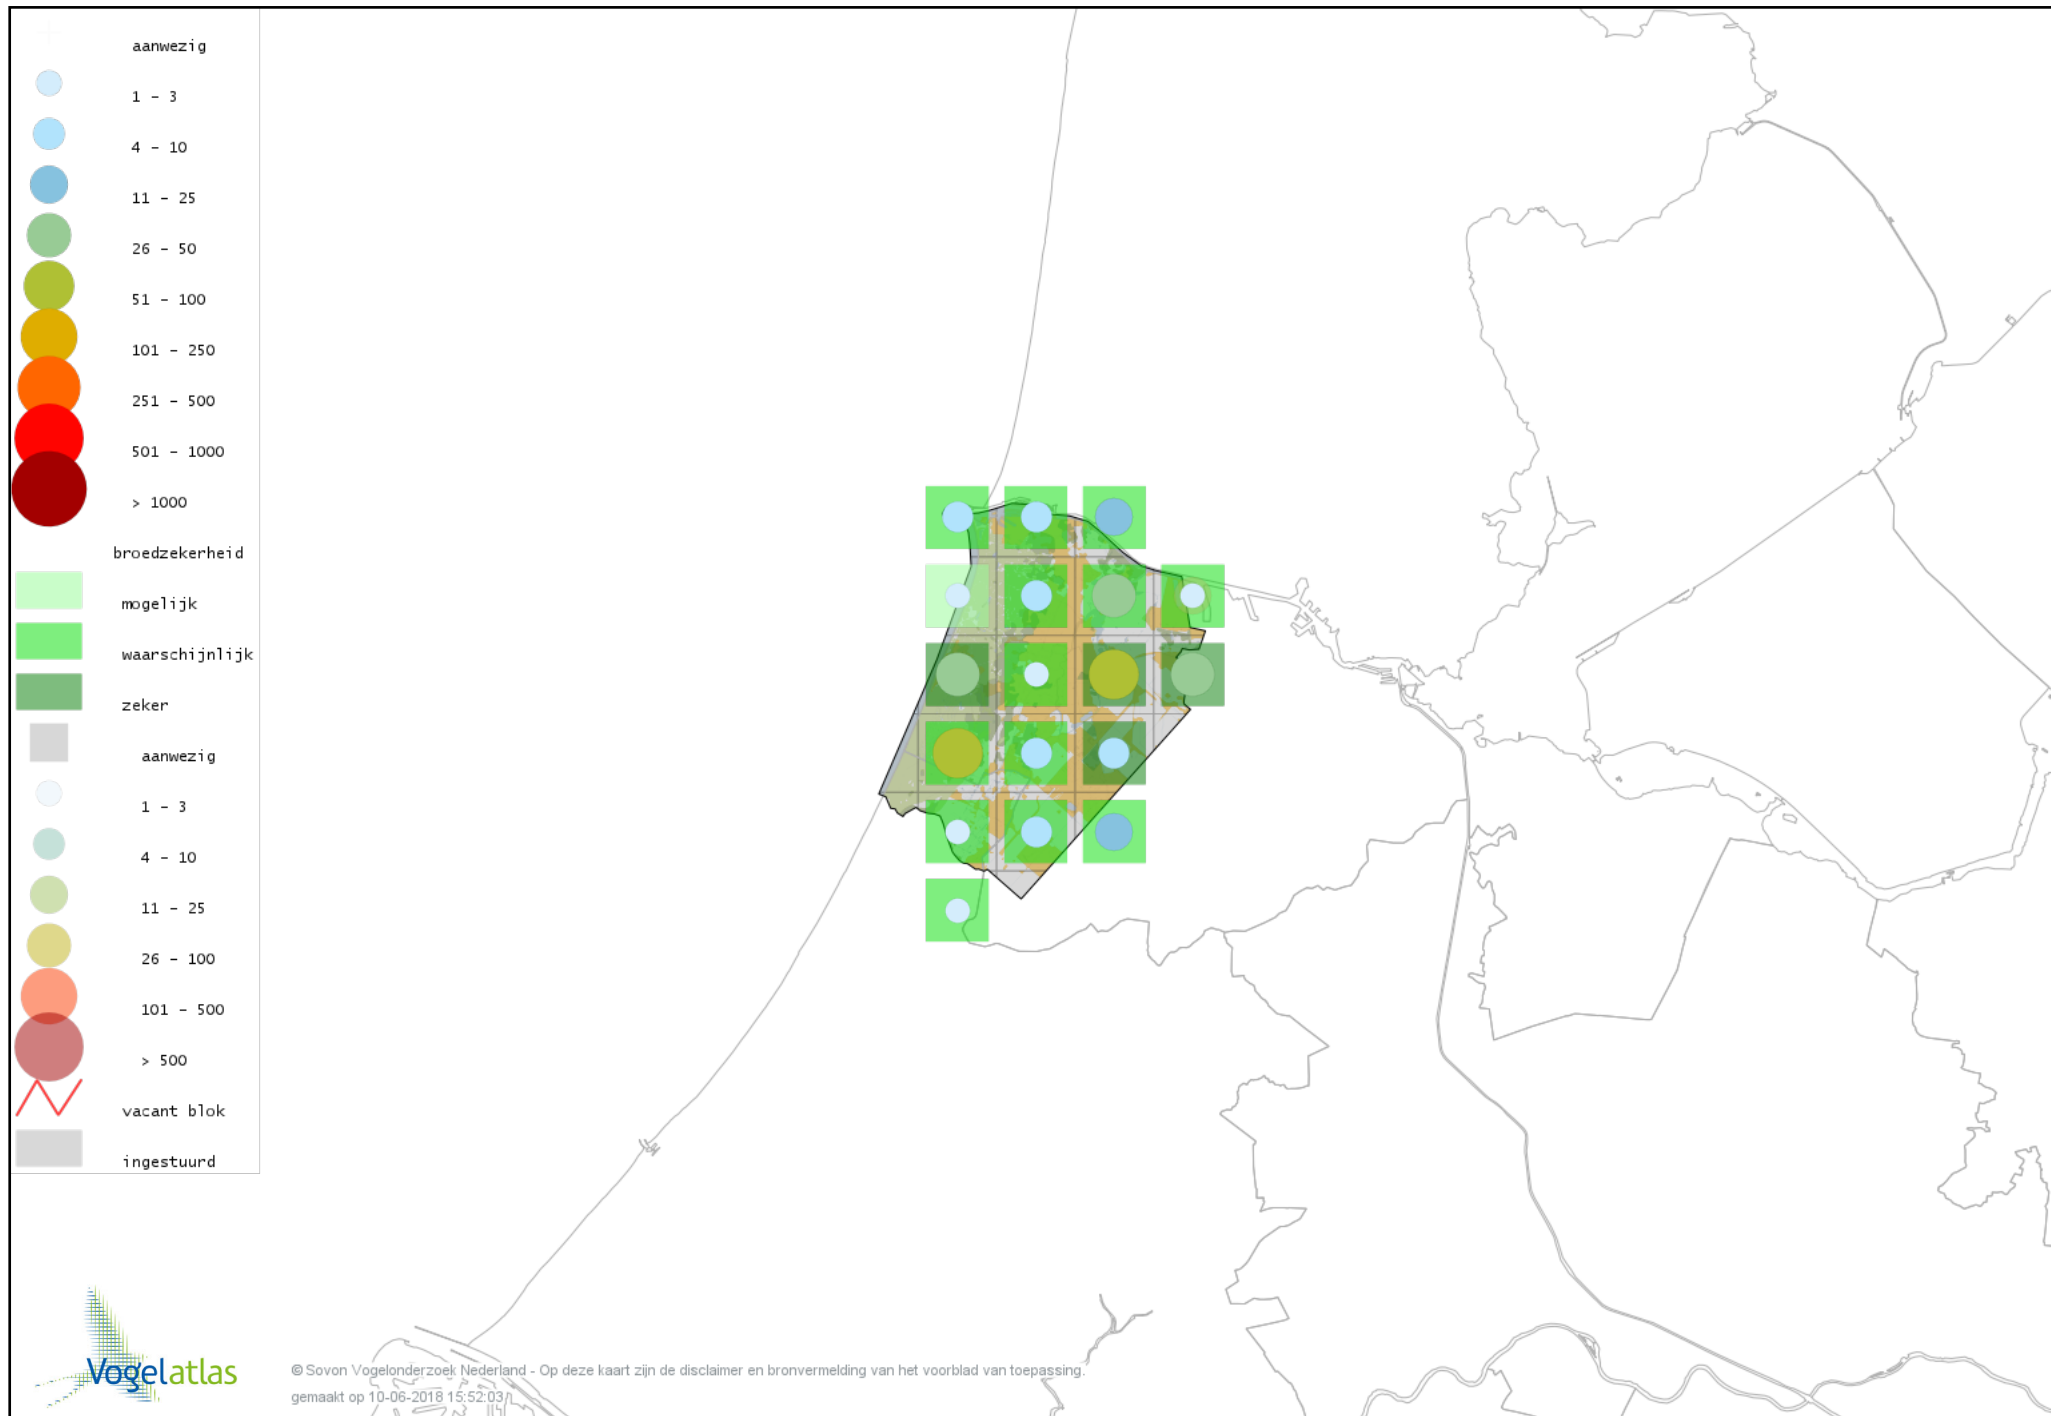 aanwezig
1 - 3
4 - 10
11 - 25
26 - 50
51 - 100
101 - 250
251 - 500
501 - 1000
> 1000
broedzekerheid
mogelijk
waarschijnlijk
zeker
aanwezig
1 - 3
4 - 10
11 - 25
26 - 100
101 - 500
> 500
vacant blok
ingestuurd
Vogelatlas
© Sovon Vogelonderzoek Nederland - Op deze kaart zijn de disclaimer en bronvermelding van het voorblad van toepassing.
gemaakt op 10-06-2018 15:52:03